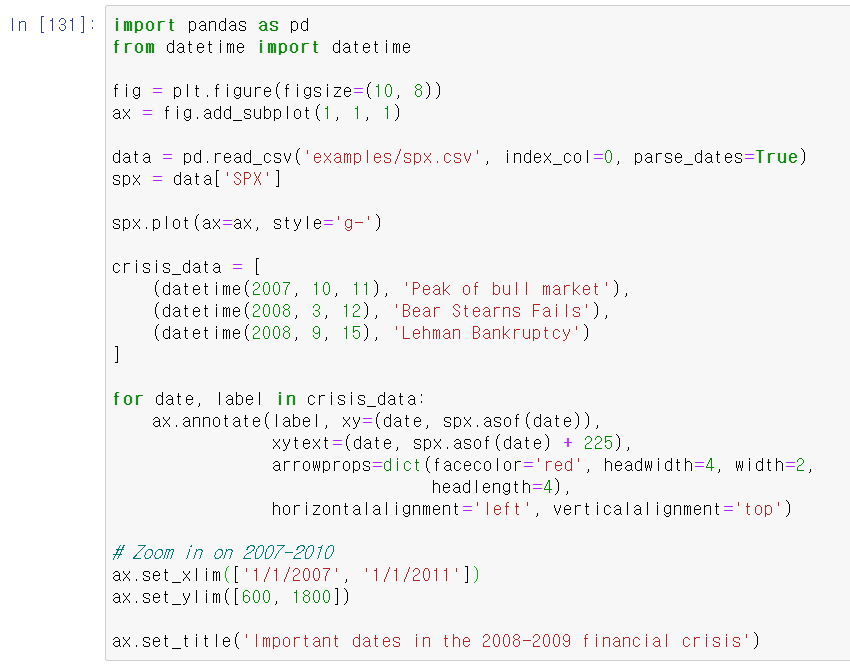 In [131]:
import pandas as pd
from datetime import datetime

fig = plt.figure(figsize=(10, 8))
ax = fig.add_subplot(1, 1, 1)

data = pd.read_csv('examples/spx.csv', index_col=0, parse_dates=True)
spx = data['SPX']

spx.plot(ax=ax, style='g-')

crisis_data = [
    (datetime(2007, 10, 11), 'Peak of bull market'),
    (datetime(2008, 3, 12), 'Bear Stearns Fails'),
    (datetime(2008, 9, 15), 'Lehman Bankruptcy')
]

for date, label in crisis_data:
    ax.annotate(label, xy=(date, spx.asof(date)),
                xytext=(date, spx.asof(date) + 225),
                arrowprops=dict(facecolor='red', headwidth=4, width=2,
                                headlength=4),
                horizontalalignment='left', verticalalignment='top')

# Zoom in on 2007-2010
ax.set_xlim(['1/1/2007', '1/1/2011'])
ax.set_ylim([600, 1800])

ax.set_title('Important dates in the 2008-2009 financial crisis')